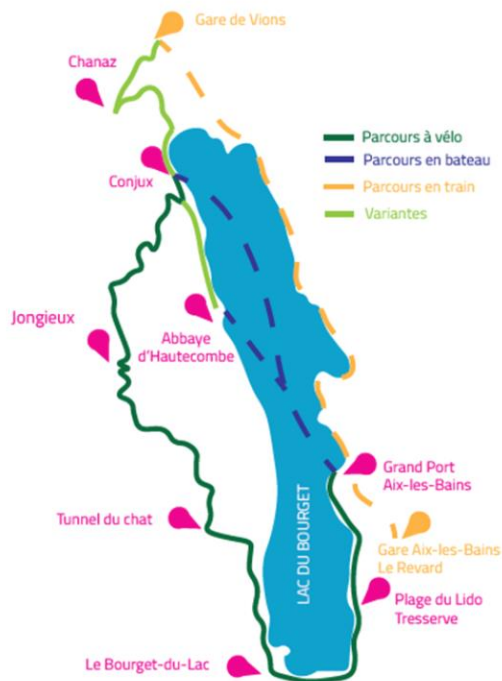 Gare de Vions
Chanaz
Parcours à vélo
Parcours en bateau
Parcours en train
Variantes
Conjux
Jongieux
Abbaye
d'Hautecombe
Grand Port
Aix-les-Bains
Tunnel du chat
LAC DU BOURGET
Gare Aix-les-Bains
Le Revard
Plage du Lido
Tresserve
Le Bourget-du-Lac